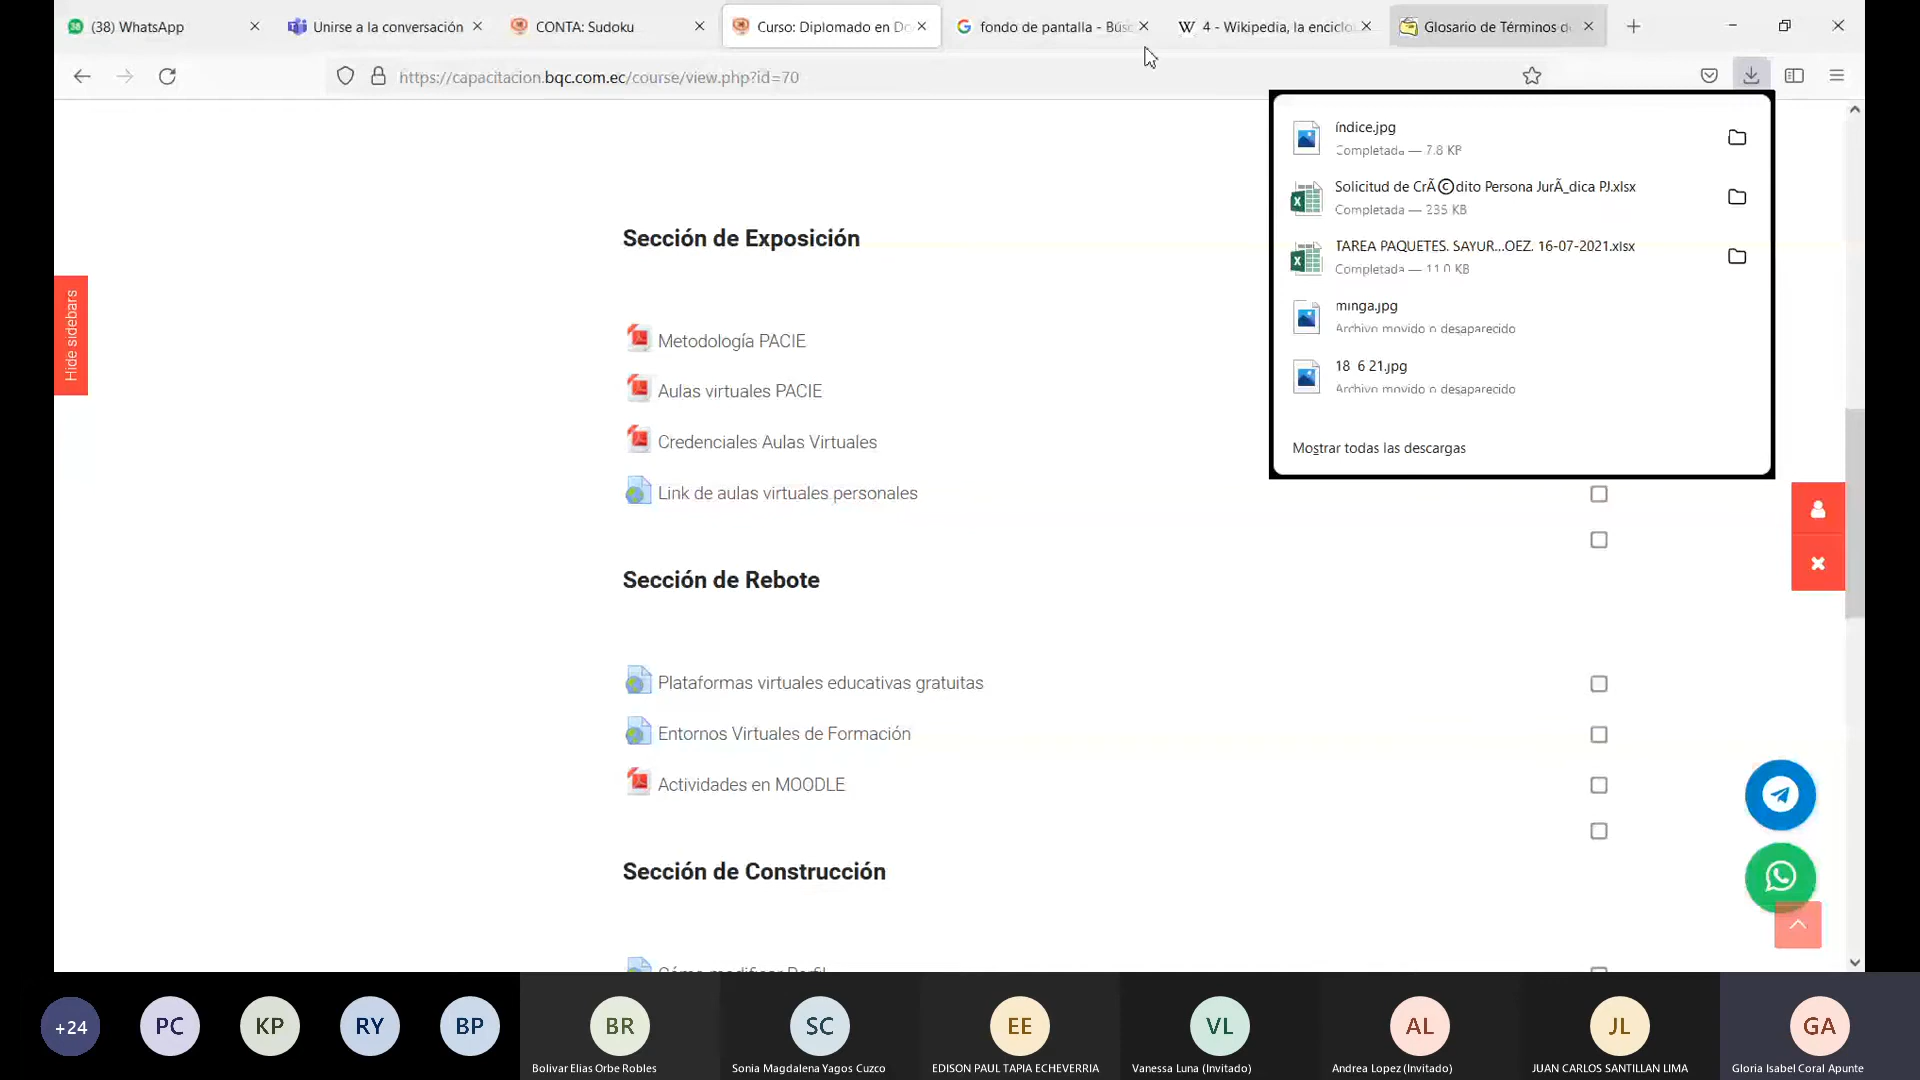 38
(38) WhatsApp
Unirse a la conversación
CONTA: Sudoku
Curso: Diplomado en Do
fondo de pantalla - Búsc
4 - Wikipedia, la enciclo
Glosario de Términos de
https://capacitacion.bqc.com.ec/course/view.php?id=70
índice.jpg
Completada — 7.8 KB
Solicitud de CrÃ©dito Persona JurÃ_dica PJ.xlsx
Completada — 235 KB
TAREA PAQUETES. SAYUR...OEZ. 16-07-2021.xlsx
Completada — 11.0 KB
minga.jpg
Archivo movido o desaparecido
18 6 21.jpg
Archivo movido o desaparecido
Mostrar todas las descargas
Hide sidebars
Sección de Exposición
Metodología PACIE
Aulas virtuales PACIE
Credenciales Aulas Virtuales
Link de aulas virtuales personales
Sección de Rebote
Plataformas virtuales educativas gratuitas
Entornos Virtuales de Formación
Actividades en MOODLE
Sección de Construcción
Cómo modificar Perfil
+24
PC
KP
RY
BP
BR
SC
EE
VL
AL
JL
GA
Bolivar Elias Orbe Robles
Sonia Magdalena Yagos Cuzco
EDISON PAUL TAPIA ECHEVERRIA
Vanessa Luna (Invitado)
Andrea Lopez (Invitado)
JUAN CARLOS SANTILLAN LIMA
Gloria Isabel Coral Apunte